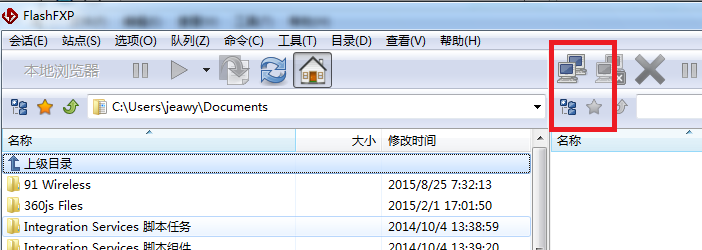 FlashFXP
会话(E) 站点(S) 选项(O) 队列(Z) 命令(C) 工具(T) 目录(D) 查看(V) 帮助(H)
本地浏览器
C:\Users\jeawy\Documents
名称 大小 修改时间 名称
上级目录
91 Wireless 2015/8/25 7:32:13
360js Files 2015/2/1 17:01:50
Integration Services 脚本任务 2014/10/4 13:38:59
Integration Services 脚本组件 2014/10/4 13:39:20